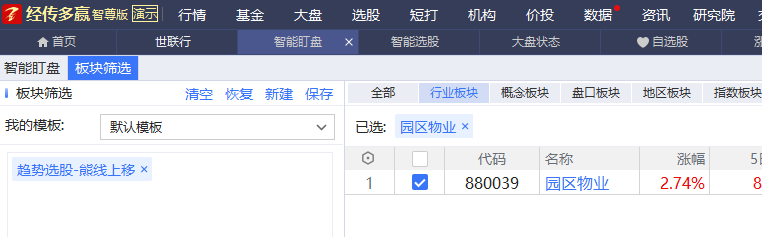 经传多赢 智尊版 演示 行情 基金 大盘 选股 短打 机构 价投 数据 资讯 研究院
首页 世联行 智能盯盘 × 智能选股 大盘状态 自选股
智能盯盘 板块筛选
板块筛选 清空 恢复 新建 保存
全部 行业板块 概念板块 盘口板块 地区板块 指数板块
我的模板: 默认模板
已选: 园区物业 ×
趋势选股-熊线上移 ×
代码 名称 涨幅 5
1 880039 园区物业 2.74% 8